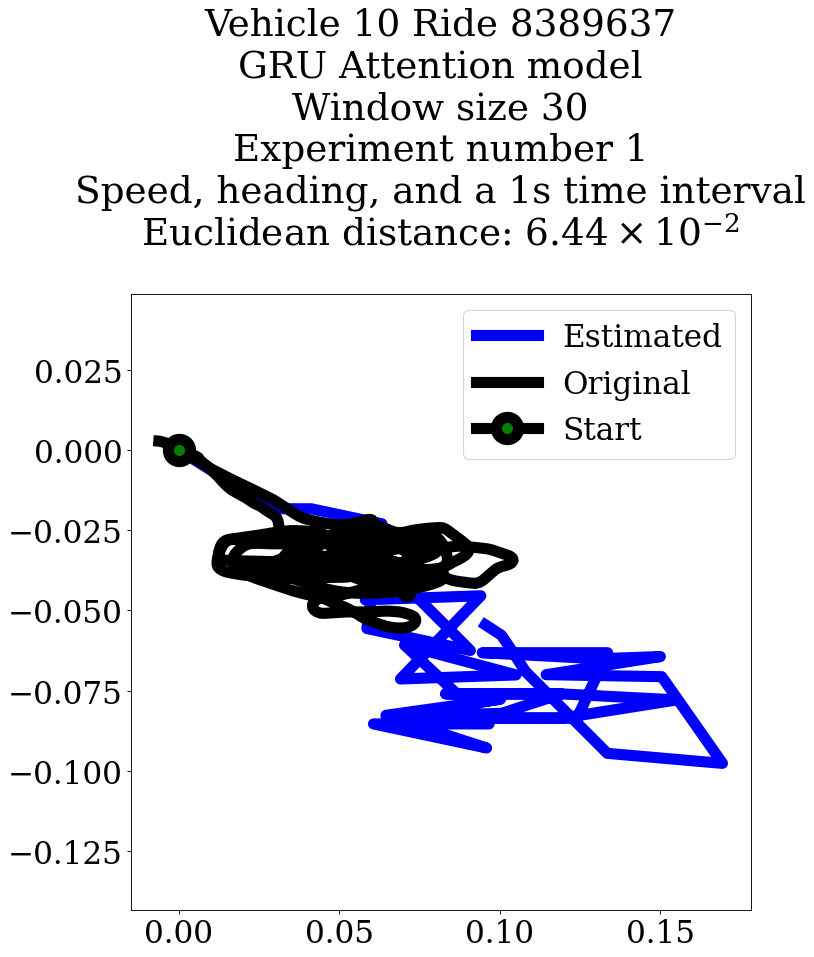 Vehicle 10 Ride 8389637
GRU Attention model
Window size 30
Experiment number 1
Speed, heading, and a 1s time interval
Euclidean distance: 6.44 × 10⁻²
Estimated
Original
Start
0.025
0.000
−0.025
−0.050
−0.075
−0.100
−0.125
0.00 0.05 0.10 0.15